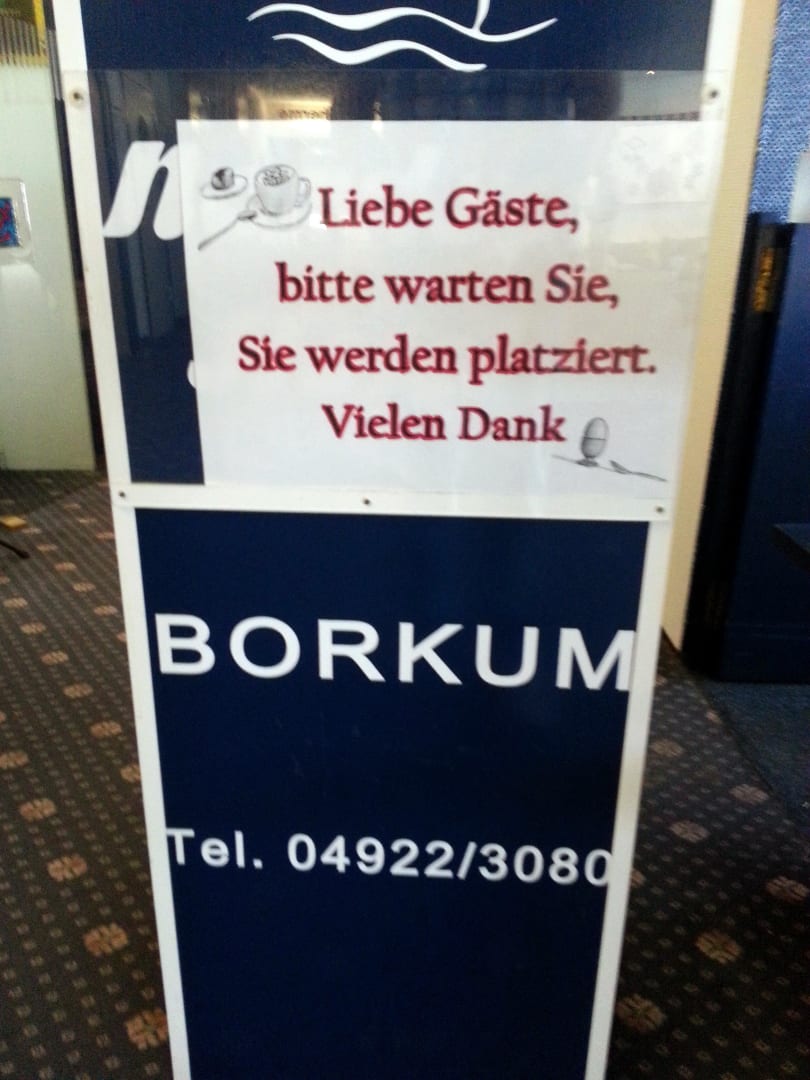 Liebe Gäste,
bitte warten Sie,
Sie werden platziert.
Vielen Dank
BORKUM
Tel. 04922/3080